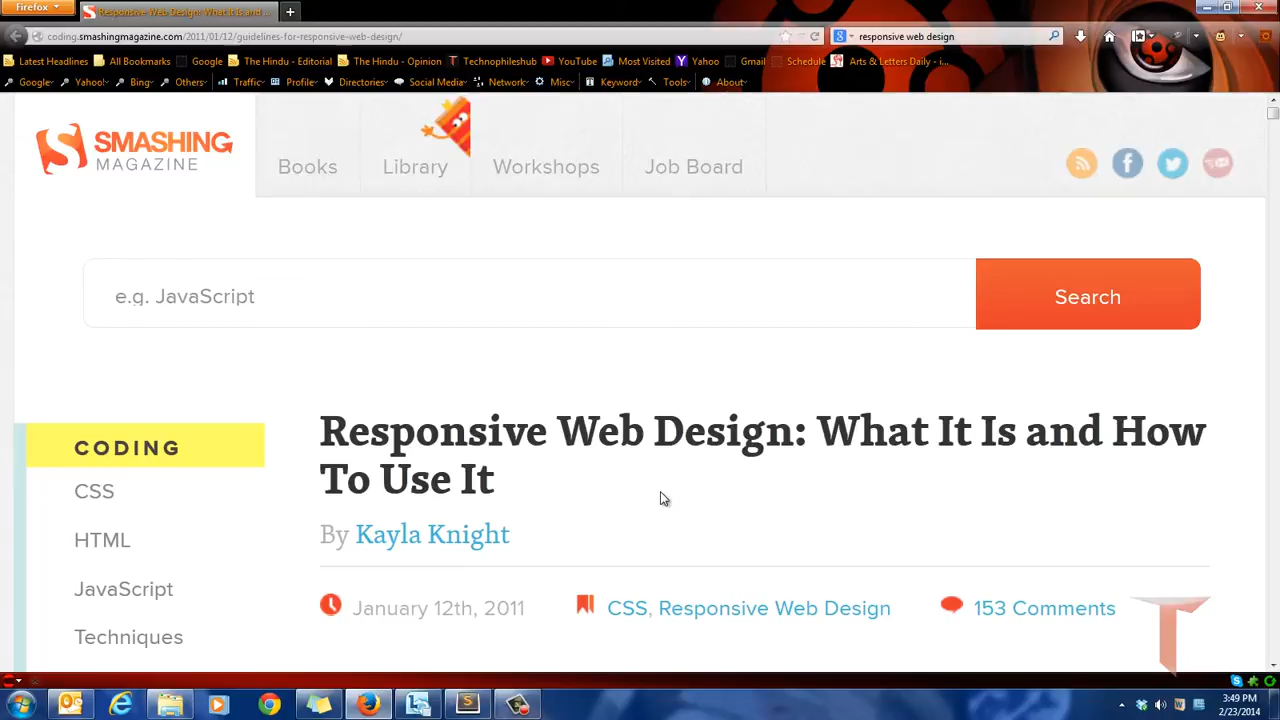 Firefox
Responsive Web Design: What It Is and ...
coding.smashingmagazine.com/2011/01/12/guidelines-for-responsive-web-design/
responsive web design
Latest Headlines All Bookmarks Google The Hindu - Editorial The Hindu - Opinion Technophileshub YouTube Most Visited Yahoo Gmail Schedule Arts & Letters Daily - i...
Google Yahoo! Bing Others Traffic Profile Directories Social Media Network Misc Keyword Tools About
SMASHING
MAGAZINE
Books Library Workshops Job Board
e.g. JavaScript
Search
Responsive Web Design: What It Is and How
To Use It
CODING
CSS
HTML
JavaScript
Techniques
By Kayla Knight
January 12th, 2011
CSS, Responsive Web Design
153 Comments
3:49 PM
2/23/2014